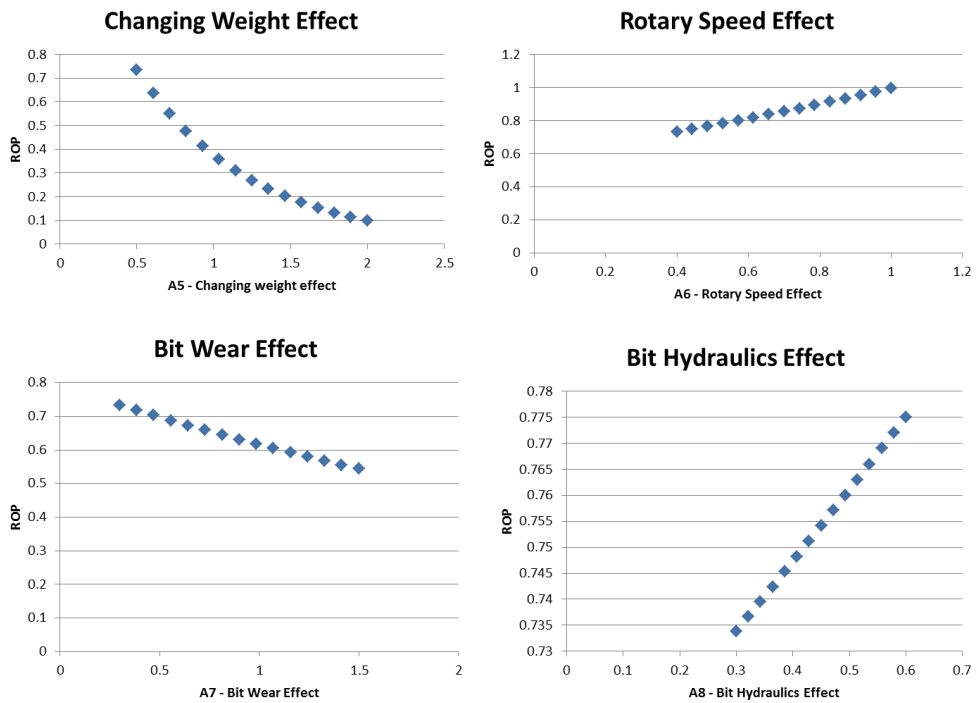 Changing Weight Effect
0.8
0.7
0.6
0.5
0.4
0.3
0.2
0.1
0
ROP
0 0.5 1 1.5 2 2.5
A5 - Changing weight effect
Rotary Speed Effect
1.2
1
0.8
0.6
0.4
0.2
0
ROP
0 0.2 0.4 0.6 0.8 1 1.2
A6 - Rotary Speed Effect
Bit Wear Effect
0.8
0.7
0.6
0.5
0.4
0.3
0.2
0.1
0
ROP
0 0.5 1 1.5 2
A7 - Bit Wear Effect
Bit Hydraulics Effect
0.78
0.775
0.77
0.765
0.76
0.755
0.75
0.745
0.74
0.735
0.73
ROP
0 0.1 0.2 0.3 0.4 0.5 0.6 0.7
A8 - Bit Hydraulics Effect